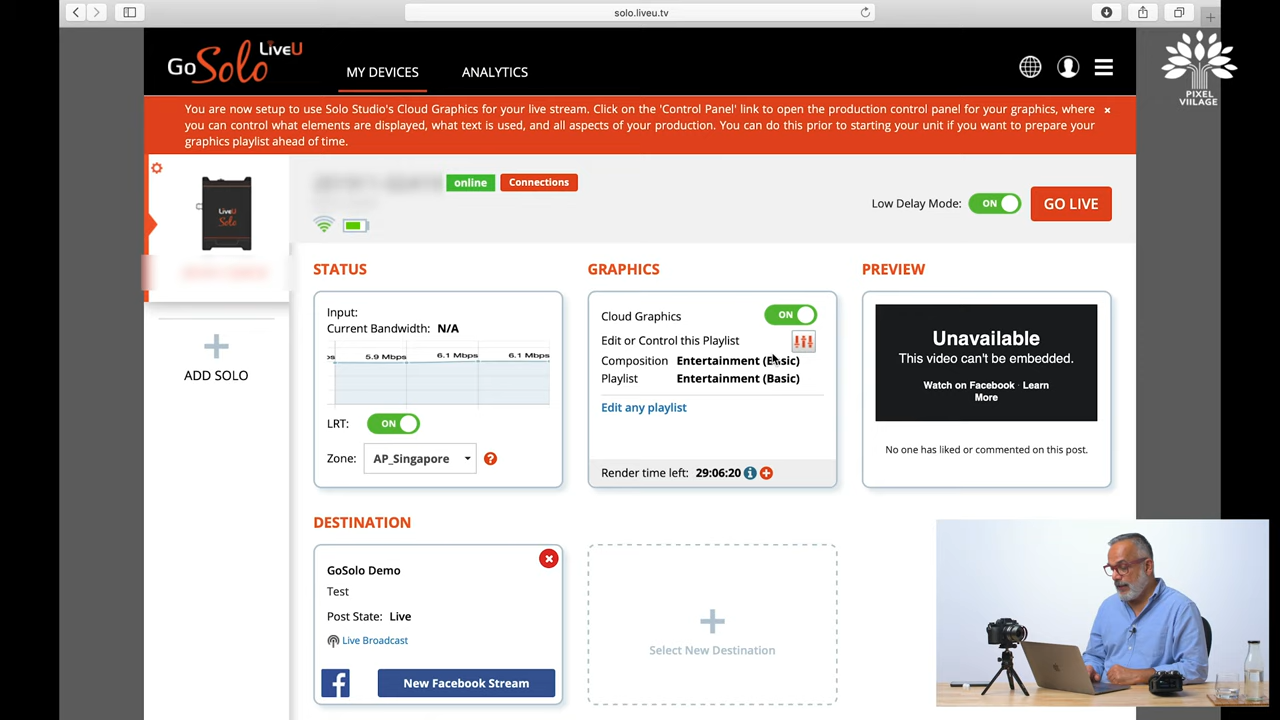 solo.liveu.tv
Go Solo LiveU
MY DEVICES
ANALYTICS
PIXEL
VIILAGE
You are now setup to use Solo Studio's Cloud Graphics for your live stream. Click on the 'Control Panel' link to open the production control panel for your graphics, where
you can control what elements are displayed, what text is used, and all aspects of your production. You can do this prior to starting your unit if you want to prepare your
graphics playlist ahead of time.
online
Connections
Low Delay Mode:
ON
GO LIVE
LiveU
Solo
ADD SOLO
STATUS
Input:
Current Bandwidth: N/A
5.9 Mbps
6.1 Mbps
6.1 Mbps
LRT:
ON
Zone:
AP_Singapore
GRAPHICS
Cloud Graphics
ON
Edit or Control this Playlist
Composition Entertainment (Basic)
Playlist Entertainment (Basic)
Edit any playlist
Render time left: 29:06:20
PREVIEW
Unavailable
This video can't be embedded.
Watch on Facebook · Learn
More
No one has liked or commented on this post.
DESTINATION
GoSolo Demo
Test
Post State: Live
Live Broadcast
New Facebook Stream
Select New Destination